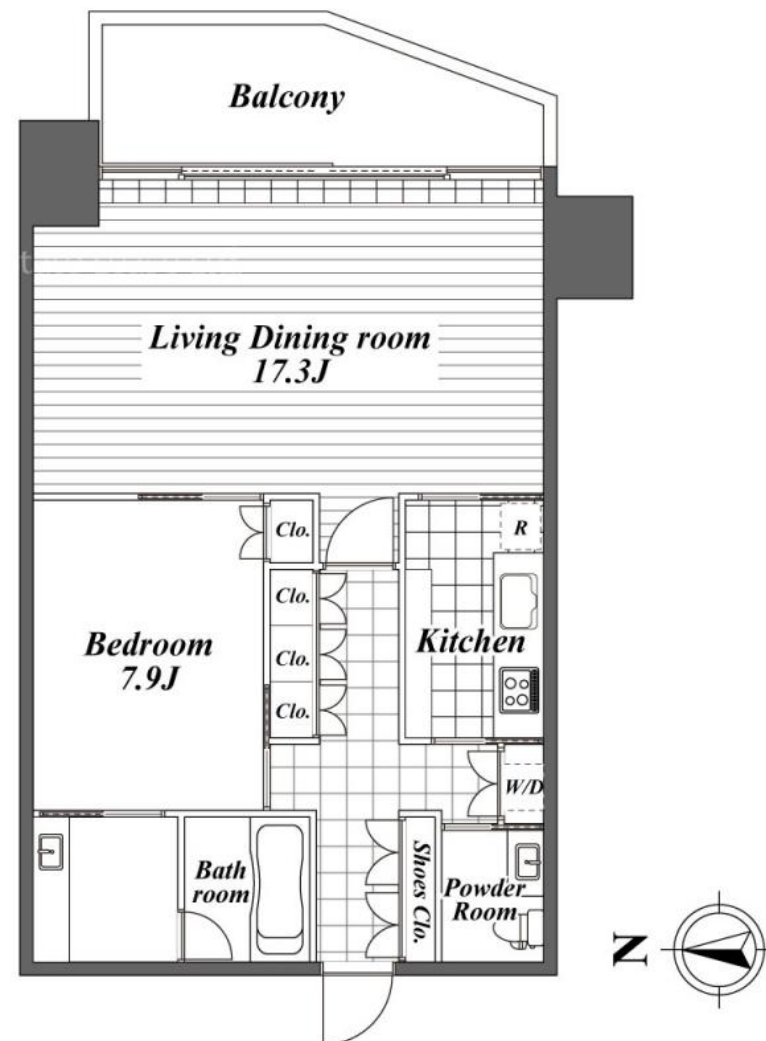 Balcony
Living Dining room
17.3J
Clo.
R
Clo.
Bedroom
7.9J
Clo.
Kitchen
Clo.
W/D
Bath
room
Shoes Clo.
Powder
Room
N